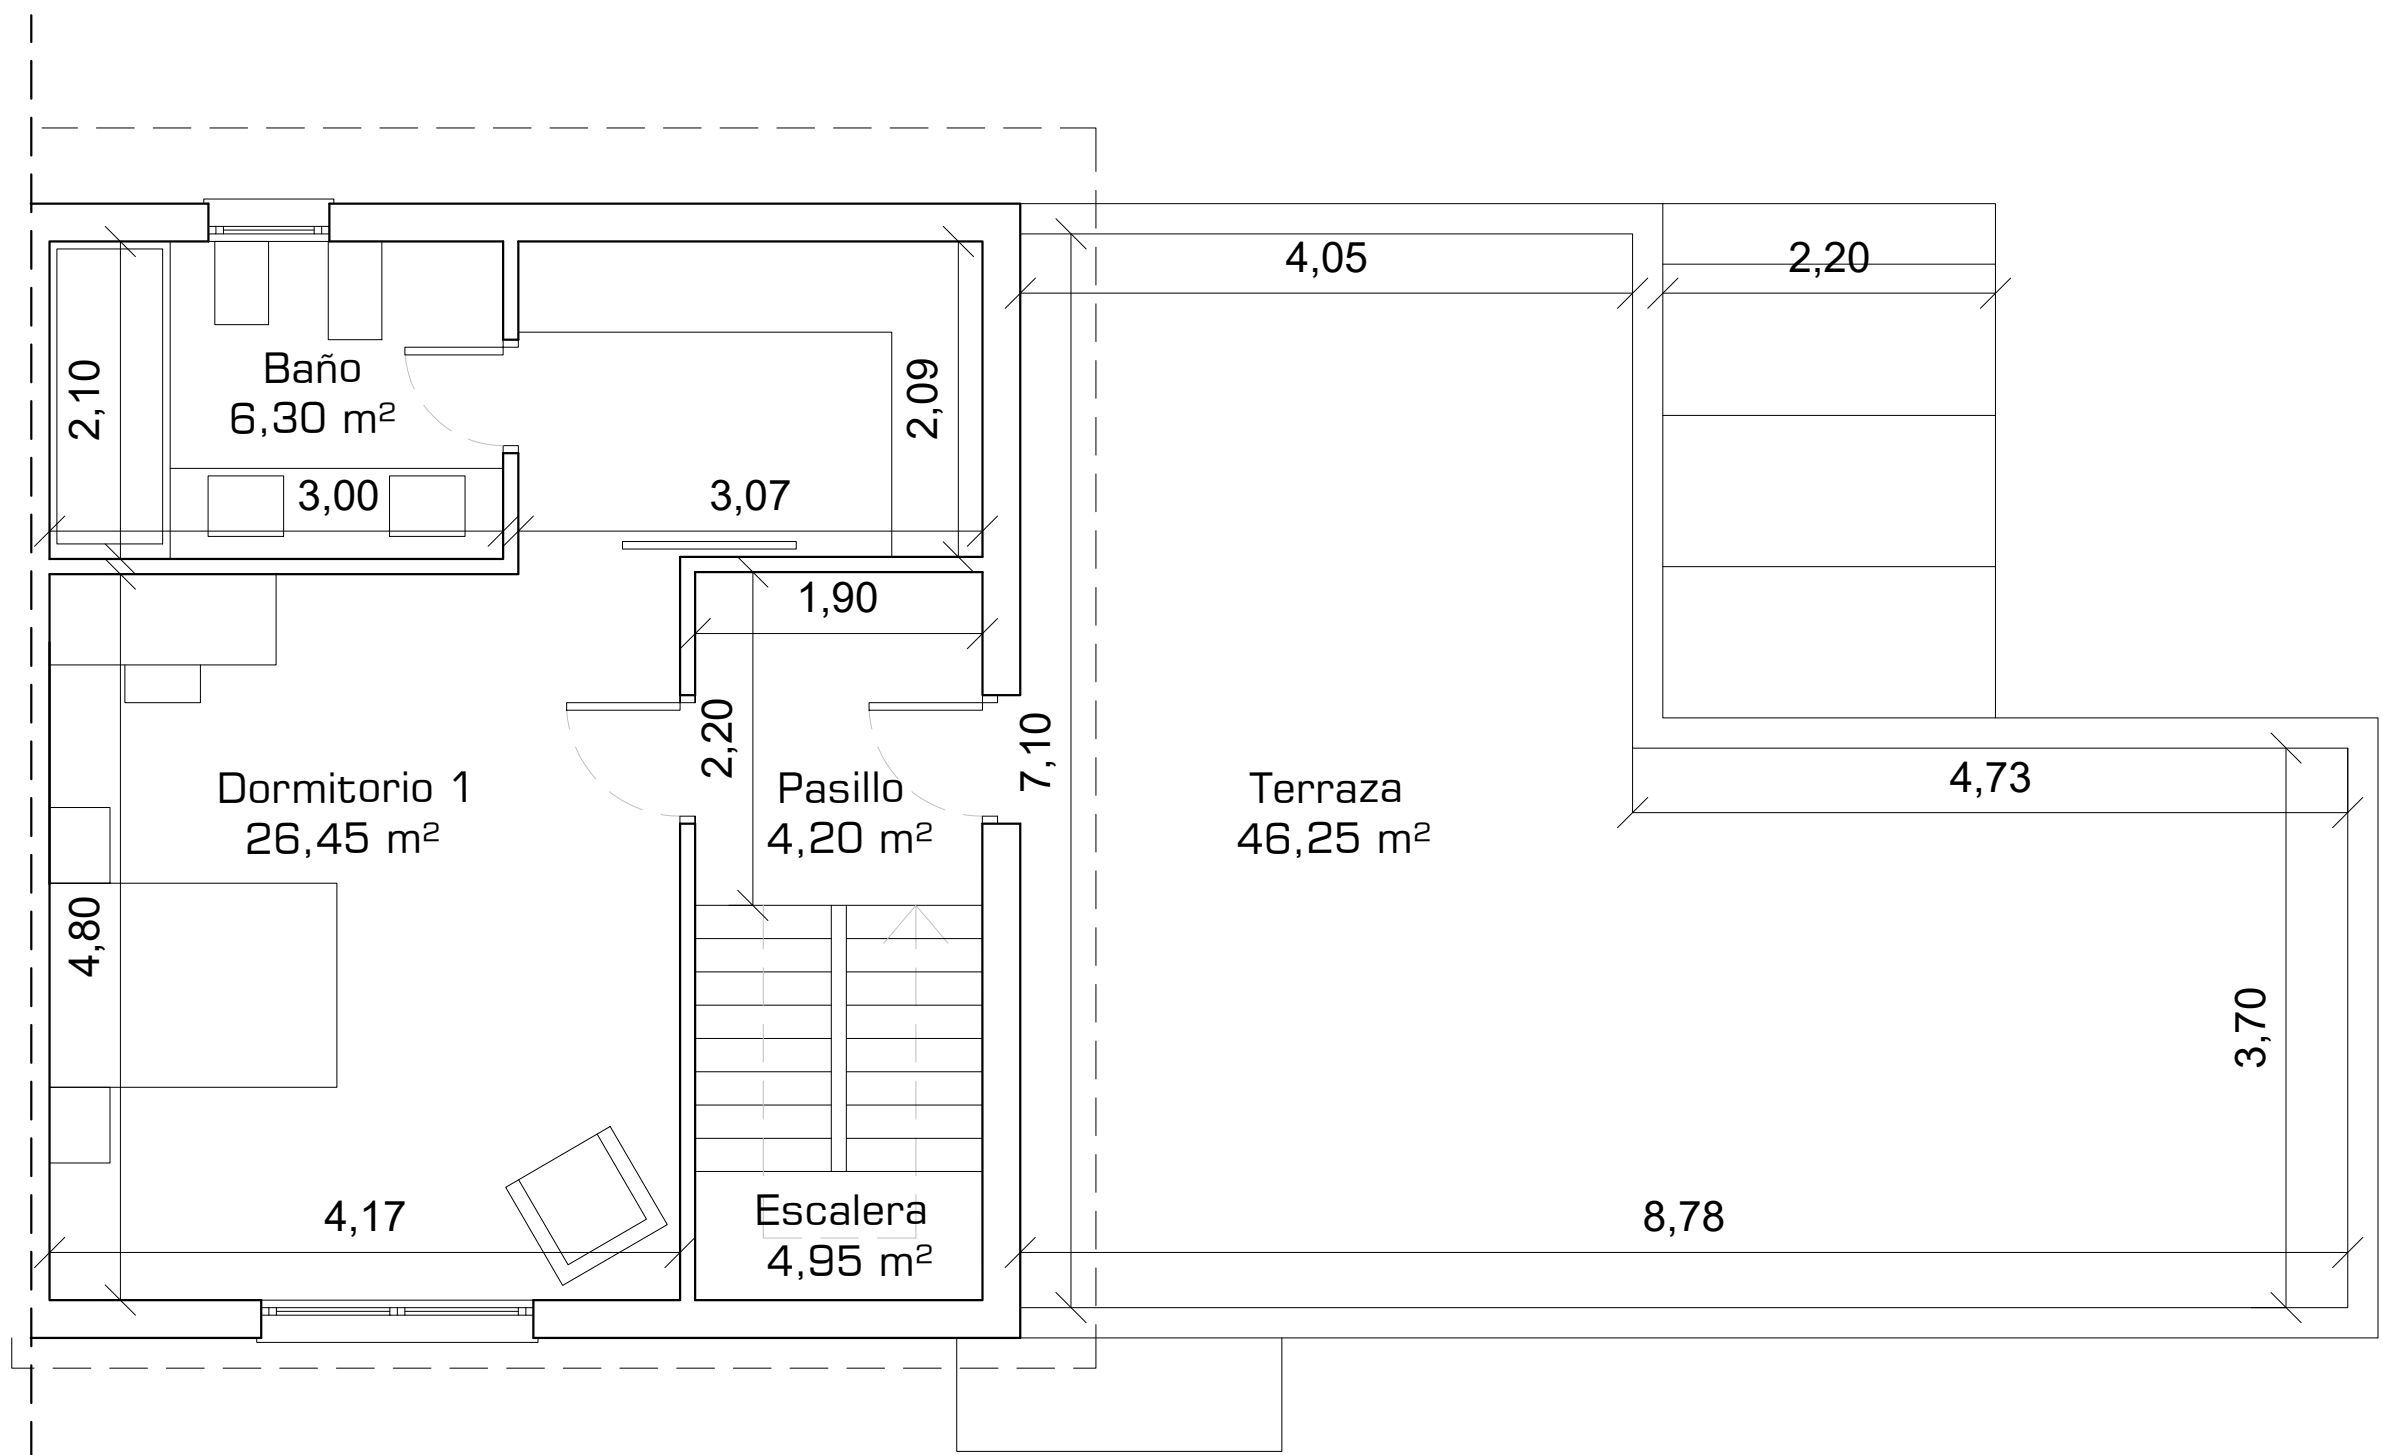 4,05
2,20
Baño
6,30 m²
2,10
2,09
3,00
3,07
1,90
2,20
7,10
Dormitorio 1
26,45 m²
Pasillo
4,20 m²
Terraza
46,25 m²
4,73
4,80
3,70
4,17
Escalera
4,95 m²
8,78